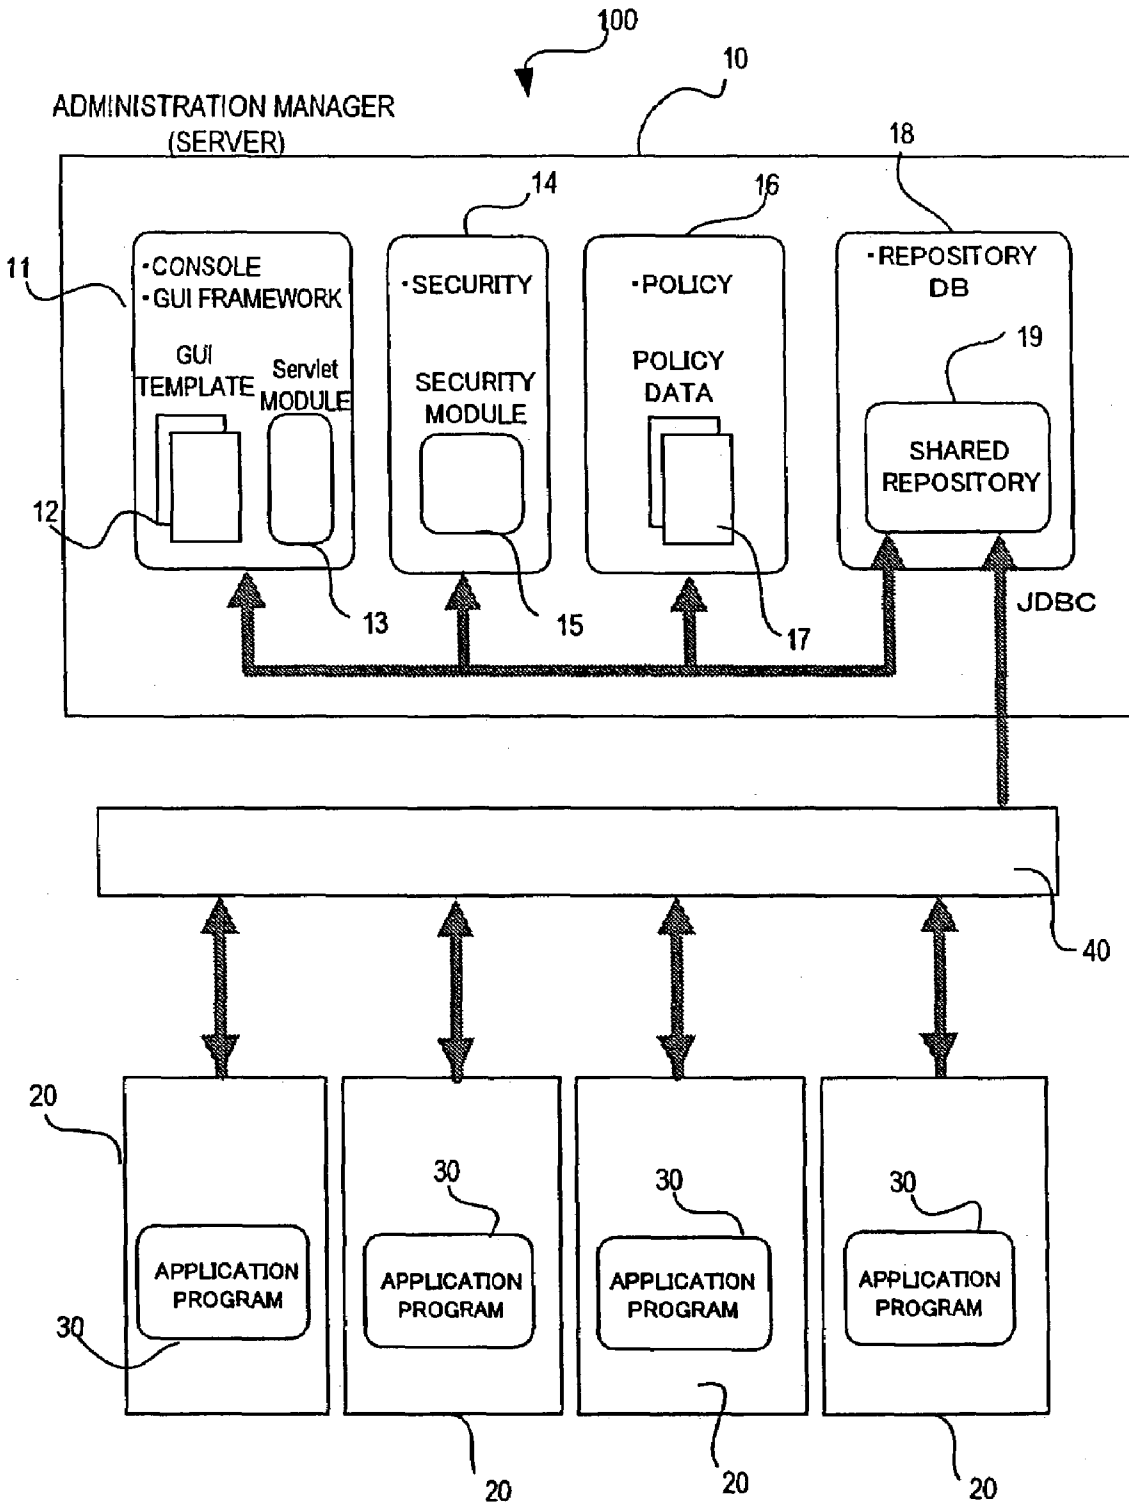 100
10
ADMINISTRATION MANAGER
(SERVER)
11
14
16
18
·CONSOLE
·GUI FRAMEWORK
GUI
TEMPLATE
Servlet
MODULE
12
13
·SECURITY
SECURITY
MODULE
15
·POLICY
POLICY
DATA
17
·REPOSITORY
DB
19
SHARED
REPOSITORY
JDBC
40
20
30
30
30
APPLICATION
PROGRAM
APPLICATION
PROGRAM
APPLICATION
PROGRAM
APPLICATION
PROGRAM
30
20
20
20